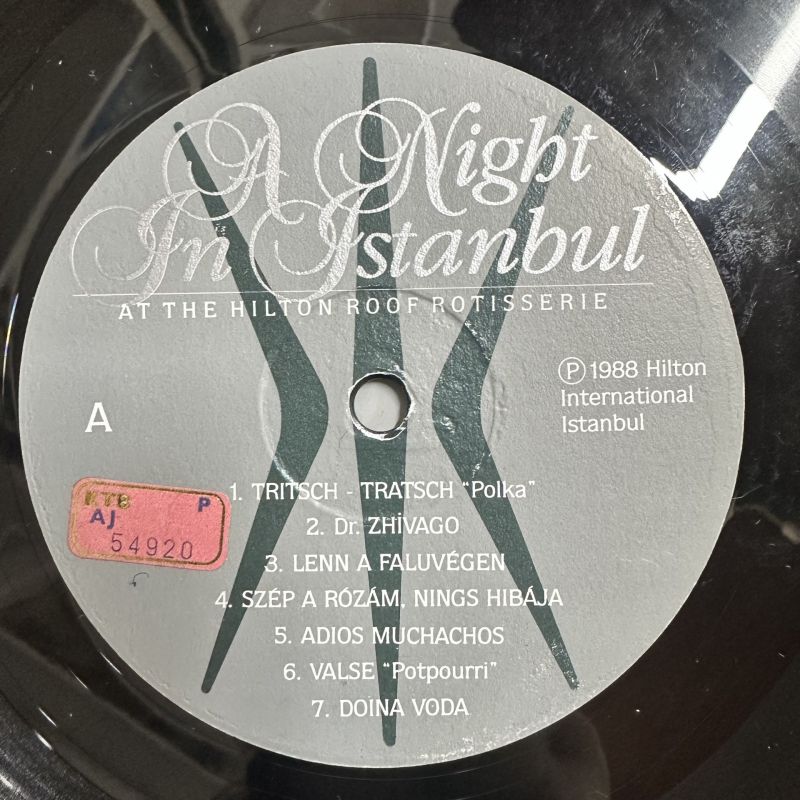 A Night
In Istanbul
AT THE HILTON ROOF ROTISSERIE
℗ 1988 Hilton
International
Istanbul
A
KTB P
AJ
54920
1. TRITSCH - TRATSCH "Polka"
2. Dr. ZHİVAGO
3. LENN A FALUVÉGEN
4. SZÉP A RÓZÁM, NINGS HIBÁJA
5. ADIOS MUCHACHOS
6. VALSE "Potpourri"
7. DOINA VODA